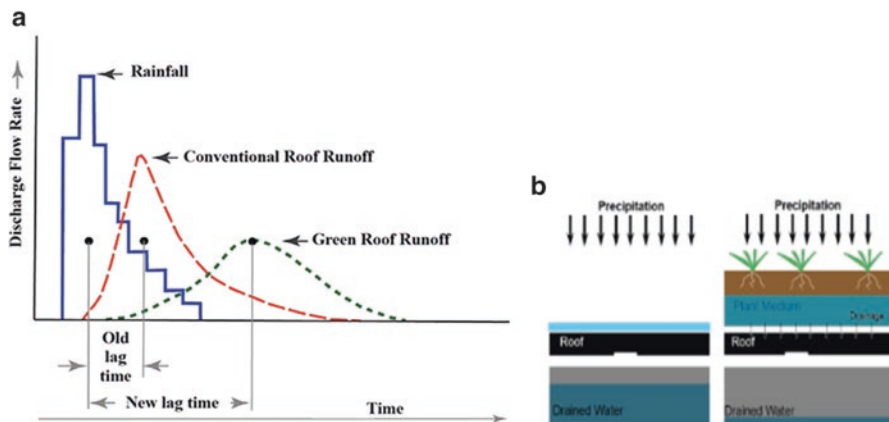 a
Rainfall
Conventional Roof Runoff
Green Roof Runoff
Discharge Flow Rate
Old
lag
time
New lag time
Time
b
Precipitation
Precipitation
Plant Medium
Drainage
Roof
Roof
Drained Water
Drained Water